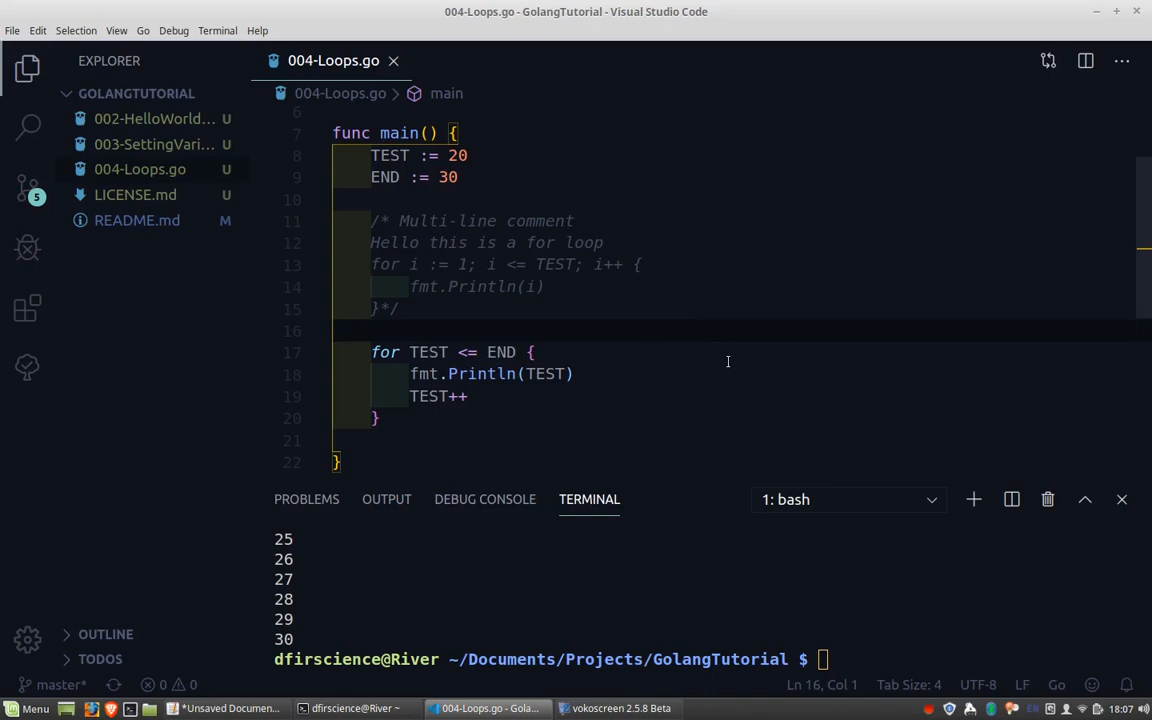 004-Loops.go - GolangTutorial - Visual Studio Code
File Edit Selection View Go Debug Terminal Help
EXPLORER
004-Loops.go
GOLANGTUTORIAL
004-Loops.go > main
002-HelloWorld... U
003-SettingVari... U
004-Loops.go U
LICENSE.md U
README.md M
5
6
7 func main() {
8 TEST := 20
9 END := 30
10
11 /* Multi-line comment
12 Hello this is a for loop
13 for i := 1; i <= TEST; i++ {
14 fmt.Println(i)
15 }*/
16
17 for TEST <= END {
18 fmt.Println(TEST)
19 TEST++
20 }
21
22 }
PROBLEMS OUTPUT DEBUG CONSOLE TERMINAL 1: bash
25
26
27
28
29
30
dfirscience@River ~/Documents/Projects/GolangTutorial $
OUTLINE
TODOS
master* 0 0 Ln 16, Col 1 Tab Size: 4 UTF-8 LF Go
Menu *Unsaved Documen... dfirscience@River ~ 004-Loops.go - Gola... vokoscreen 2.5.8 Beta EN 18:07